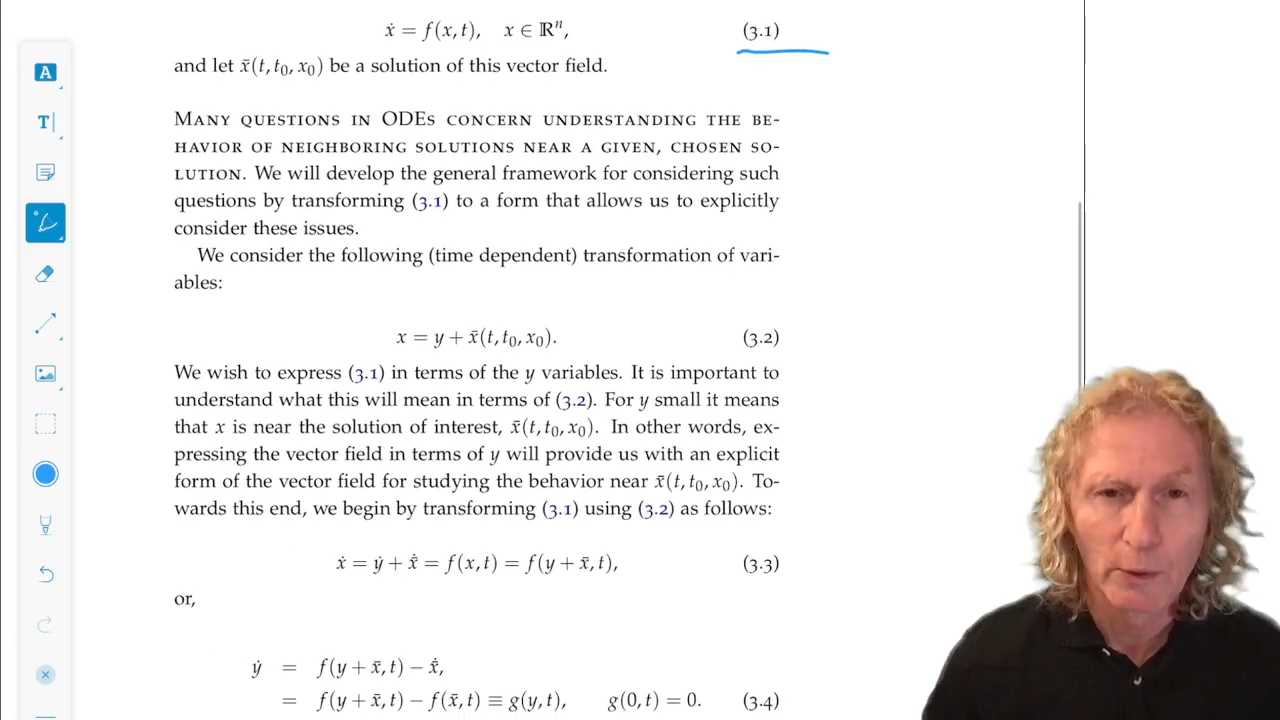 ẋ = f(x, t), x ∈ ℝⁿ, (3.1)
and let x̄(t, t₀, x₀) be a solution of this vector field.
MANY QUESTIONS IN ODES CONCERN UNDERSTANDING THE BE-
HAVIOR OF NEIGHBORING SOLUTIONS NEAR A GIVEN, CHOSEN SO-
LUTION. We will develop the general framework for considering such
questions by transforming (3.1) to a form that allows us to explicitly
consider these issues.
We consider the following (time dependent) transformation of vari-
ables:
x = y + x̄(t, t₀, x₀). (3.2)
We wish to express (3.1) in terms of the y variables. It is important to
understand what this will mean in terms of (3.2). For y small it means
that x is near the solution of interest, x̄(t, t₀, x₀). In other words, ex-
pressing the vector field in terms of y will provide us with an explicit
form of the vector field for studying the behavior near x̄(t, t₀, x₀). To-
wards this end, we begin by transforming (3.1) using (3.2) as follows:
ẋ = ẏ + x̄̇ = f(x, t) = f(y + x̄, t), (3.3)
or,
ẏ = f(y + x̄, t) − x̄̇,
= f(y + x̄, t) − f(x̄, t) ≡ g(y, t), g(0, t) = 0. (3.4)
A
T